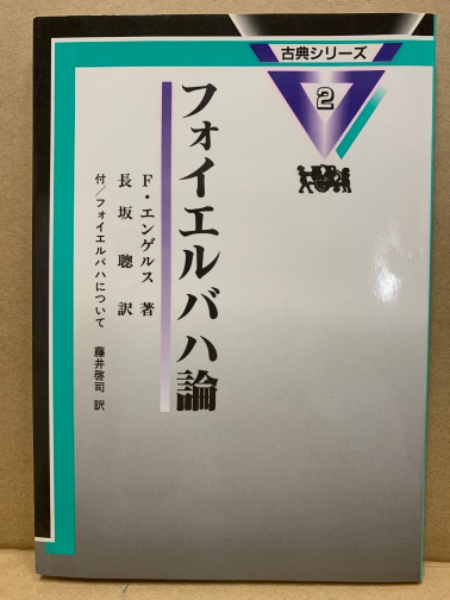 古典シリーズ
2
フォイエルバハ論
F・エンゲルス 著
長坂 聰 訳
付/フォイエルバハについて 藤井啓司 訳